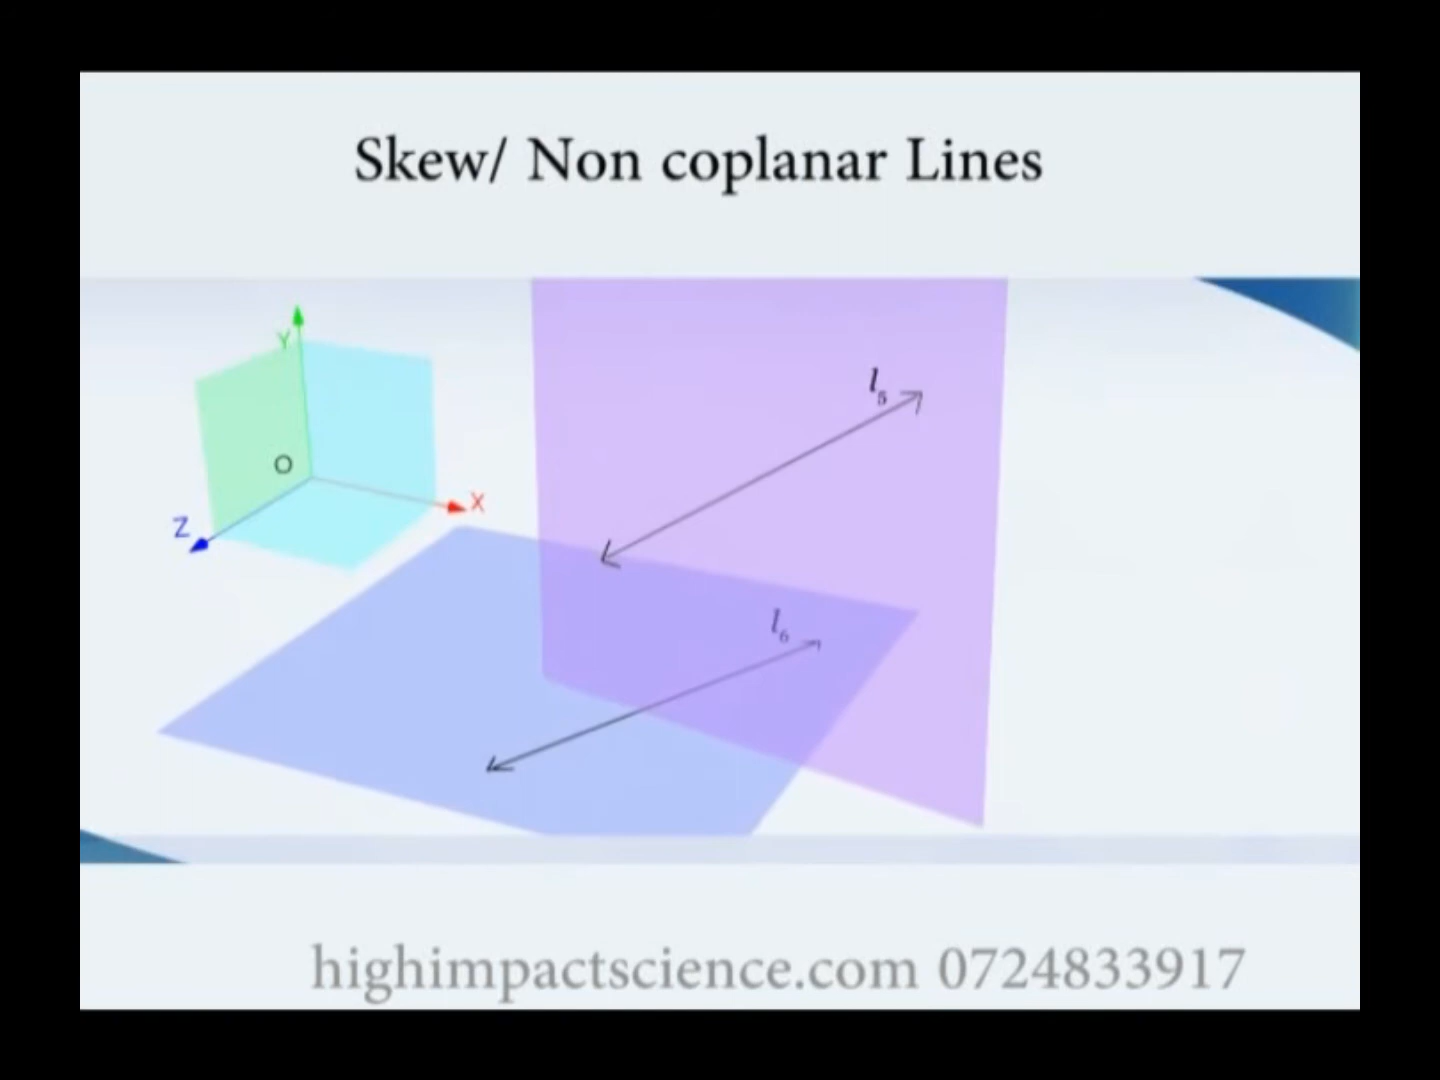 Skew/ Non coplanar Lines
Y
l5
O
X
Z
l6
highimpactscience.com 0724833917